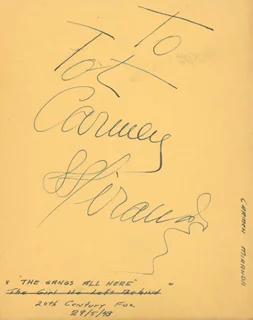 To
Carmen
Miranda
CARMEN MIRANDA
"THE GANGS ALL HERE"
The Girl He Left Behind
20th Century Fox
29/5/43